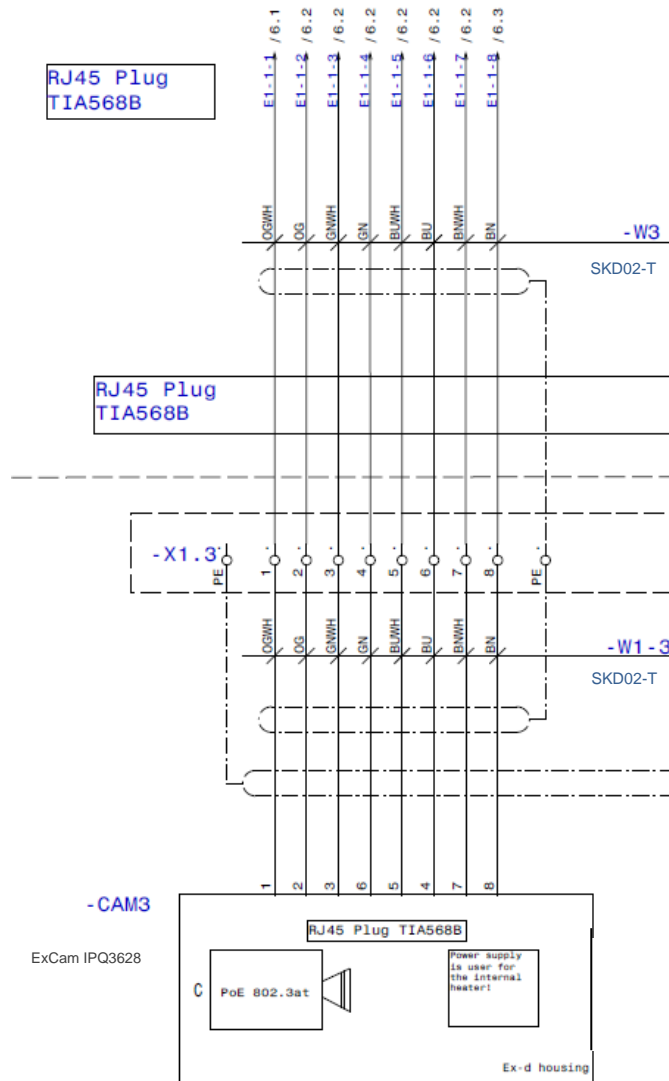 /6.1 /6.2 /6.2 /6.2 /6.2 /6.2 /6.2 /6.3
RJ45 Plug
TIA568B
E1-1-1 E1-1-2 E1-1-3 E1-1-4 E1-1-5 E1-1-6 E1-1-7 E1-1-8
OGWH OG GNWH GN BUWH BU BNWH BN
-W3
SKD02-T
RJ45 Plug
TIA568B
-X1.3
PE 1 2 3 4 5 6 7 8 PE
OGWH OG GNWH GN BUWH BU BNWH BN
-W1-3
SKD02-T
1 2 3 6 5 4 7 8
-CAM3
RJ45 Plug TIA568B
ExCam IPQ3628
Power supply
is user for
the internal
heater!
C PoE 802.3at
Ex-d housing